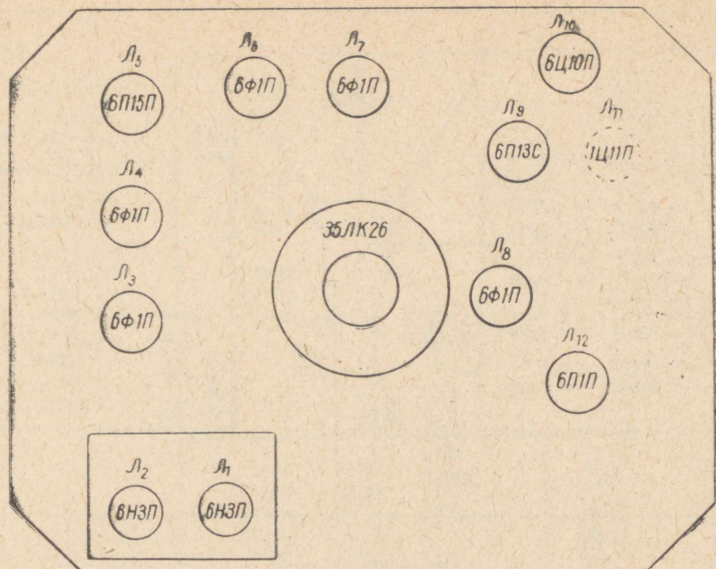 Л10
6Ц10П
Л5
Л6
Л7
6П15П
6Ф1П
6Ф1П
Л9
Л11
6П13С
1Ц11П
Л4
6Ф1П
35ЛК26
Л3
6Ф1П
Л8
6Ф1П
Л12
6П1П
Л2
Л1
6Н3П
6Н3П